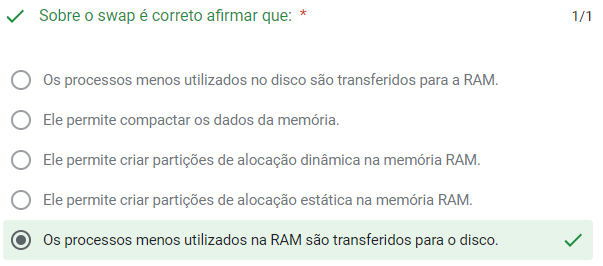 Sobre o swap é correto afirmar que: * 1/1
Os processos menos utilizados no disco são transferidos para a RAM.
Ele permite compactar os dados da memória.
Ele permite criar partições de alocação dinâmica na memória RAM.
Ele permite criar partições de alocação estática na memória RAM.
Os processos menos utilizados na RAM são transferidos para o disco.